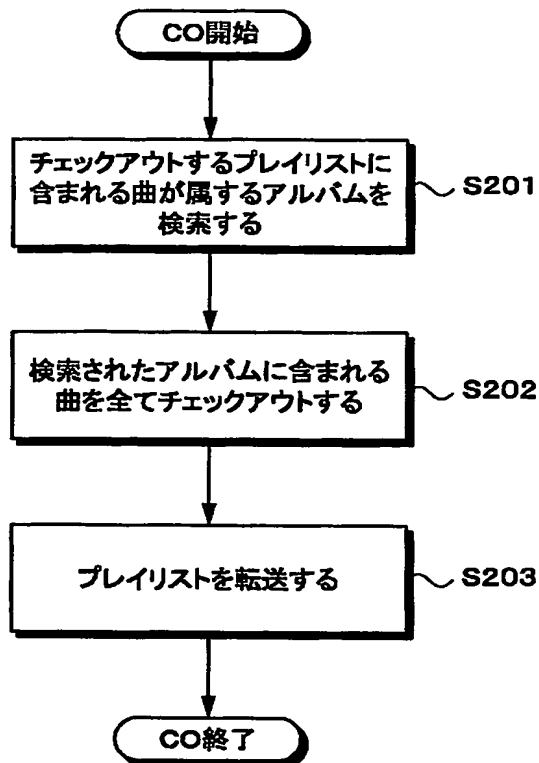 CO開始
チェックアウトするプレイリストに
含まれる曲が属するアルバムを
検索する
S201
検索されたアルバムに含まれる
曲を全てチェックアウトする
S202
プレイリストを転送する
S203
CO終了